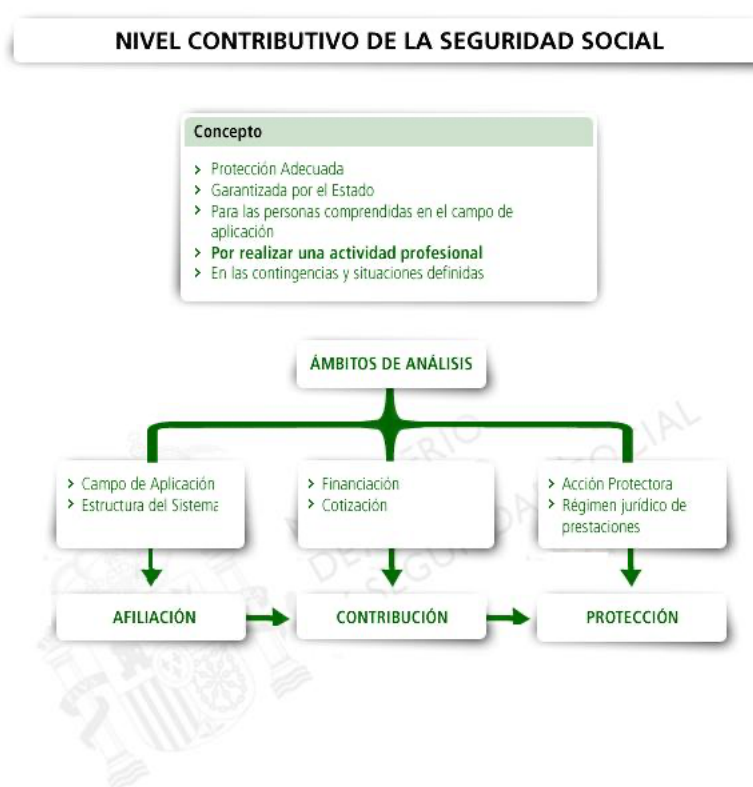 NIVEL CONTRIBUTIVO DE LA SEGURIDAD SOCIAL
Concepto
Protección Adecuada
Garantizada por el Estado
Para las personas comprendidas en el campo de
aplicación
Por realizar una actividad profesional
En las contingencias y situaciones definidas
ÁMBITOS DE ANÁLISIS
Campo de Aplicación
Estructura del Sistema
Financiación
Cotización
Acción Protectora
Régimen jurídico de
prestaciones
AFILIACIÓN
CONTRIBUCIÓN
PROTECCIÓN